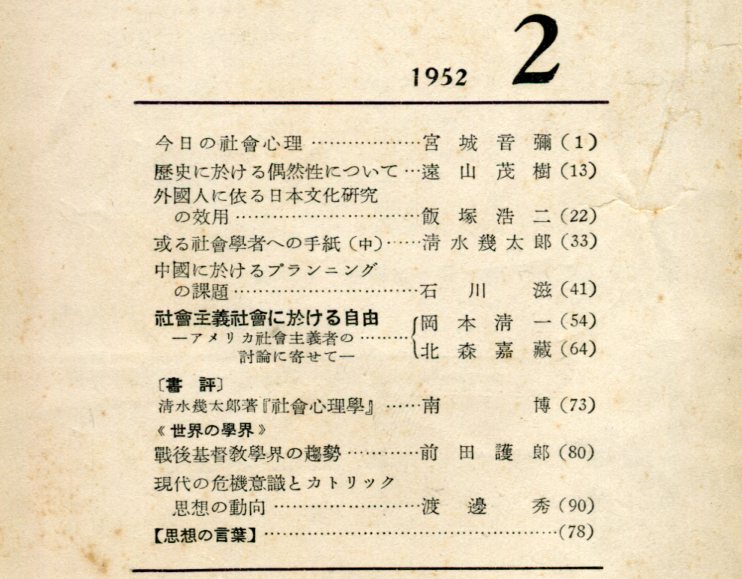 1952 2
今日の社會心理………………宮城音彌(1)
歷史に於ける偶然性について…遠山茂樹(13)
外國人に依る日本文化研究
の效用………………………飯塚浩二(22)
或る社會學者への手紙(中)……淸水幾太郎(33)
中國に於けるプランニング
の課題…………………………石川滋(41)
社會主義社會に於ける自由
―アメリカ社會主義者の………{岡本淸一(54)
討論に寄せて― 北森嘉藏(64)
〔書評〕
淸水幾太郎著『社會心理學』……南博(73)
《世界の學界》
戰後基督敎學界の趨勢…………前田護郎(80)
現代の危機意識とカトリック
思想の動向……………………渡邊秀(90)
【思想の言葉】…………………………………………(78)